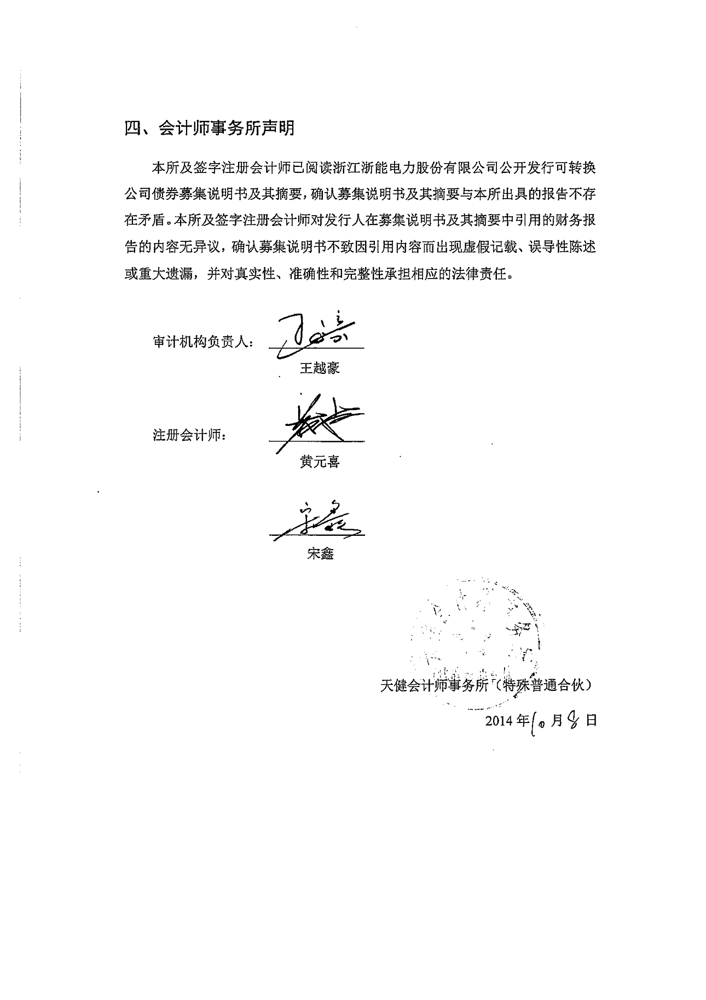 四、会计师事务所声明
本所及签字注册会计师已阅读浙江浙能电力股份有限公司公开发行可转换
公司债券募集说明书及其摘要，确认募集说明书及其摘要与本所出具的报告不存
在矛盾。本所及签字注册会计师对发行人在募集说明书及其摘要中引用的财务报
告的内容无异议，确认募集说明书不致因引用内容而出现虚假记载、误导性陈述
或重大遗漏，并对真实性、准确性和完整性承担相应的法律责任。
审计机构负责人：
王越豪
注册会计师：
黄元喜
宋鑫
宋鑫
天健会计师事务所（特殊普通合伙）
2014 年 10 月 8 日